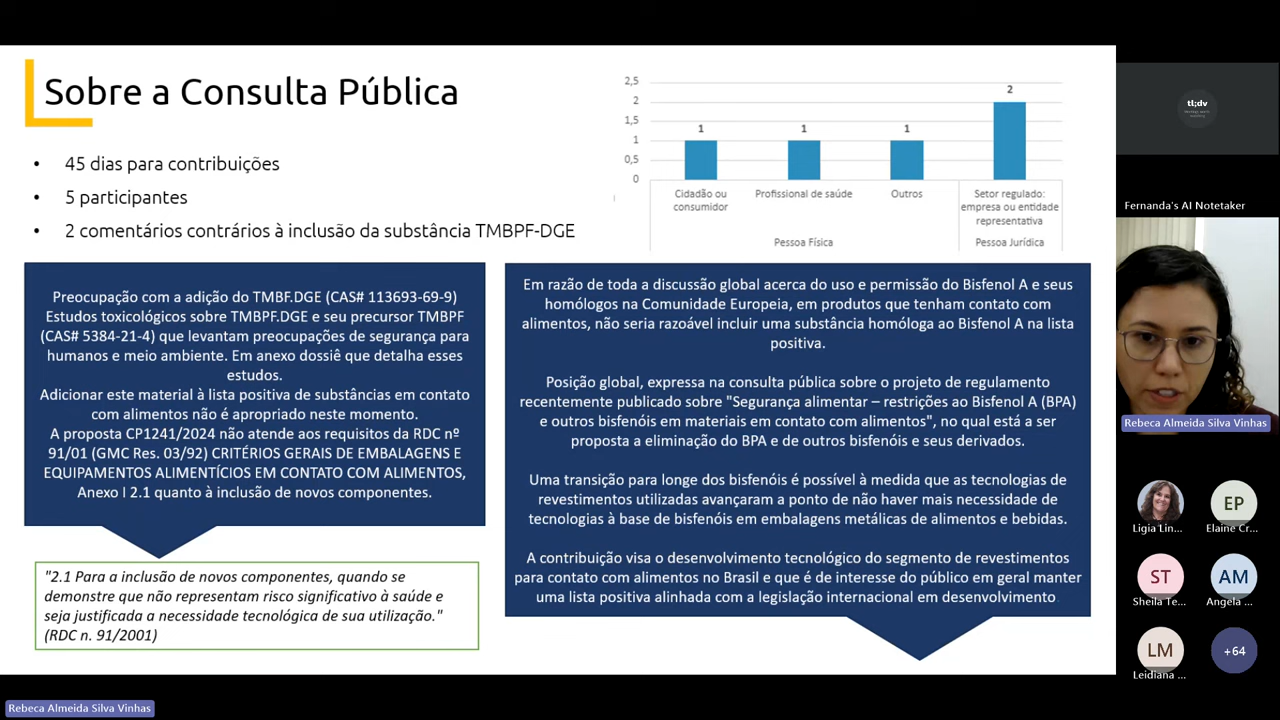 Sobre a Consulta Pública
• 45 dias para contribuições
• 5 participantes
• 2 comentários contrários à inclusão da substância TMBPF-DGE
2,5
2
1,5
1
0,5
0
1
1
1
2
Cidadão ou
consumidor
Profissional de saúde
Outros
Setor regulado:
empresa ou entidade
representativa
Pessoa Física
Pessoa Jurídica
Preocupação com a adição do TMBF.DGE (CAS# 113693-69-9)
Estudos toxicológicos sobre TMBPF.DGE e seu precursor TMBPF
(CAS# 5384-21-4) que levantam preocupações de segurança para
humanos e meio ambiente. Em anexo dossiê que detalha esses
estudos.
Adicionar este material à lista positiva de substâncias em contato
com alimentos não é apropriado neste momento.
A proposta CP1241/2024 não atende aos requisitos da RDC nº
91/01 (GMC Res. 03/92) CRITÉRIOS GERAIS DE EMBALAGENS E
EQUIPAMENTOS ALIMENTÍCIOS EM CONTATO COM ALIMENTOS,
Anexo I 2.1 quanto à inclusão de novos componentes.
"2.1 Para a inclusão de novos componentes, quando se
demonstre que não representam risco significativo à saúde e
seja justificada a necessidade tecnológica de sua utilização."
(RDC n. 91/2001)
Em razão de toda a discussão global acerca do uso e permissão do Bisfenol A e seus
homólogos na Comunidade Europeia, em produtos que tenham contato com
alimentos, não seria razoável incluir uma substância homóloga ao Bisfenol A na lista
positiva.
Posição global, expressa na consulta pública sobre o projeto de regulamento
recentemente publicado sobre "Segurança alimentar – restrições ao Bisfenol A (BPA)
e outros bisfenóis em materiais em contato com alimentos", no qual está a ser
proposta a eliminação do BPA e de outros bisfenóis e seus derivados.
Uma transição para longe dos bisfenóis é possível à medida que as tecnologias de
revestimentos utilizadas avançaram a ponto de não haver mais necessidade de
tecnologias à base de bisfenóis em embalagens metálicas de alimentos e bebidas.
A contribuição visa o desenvolvimento tecnológico do segmento de revestimentos
para contato com alimentos no Brasil e que é de interesse do público em geral manter
uma lista positiva alinhada com a legislação internacional em desenvolvimento
tl;dv
Fernanda's AI Notetaker
Rebeca Almeida Silva Vinhas
Ligia Lin...
EP
Elaine Cr...
ST
Sheila Te...
AM
Angela ...
LM
Leidiana ...
+64
Rebeca Almeida Silva Vinhas